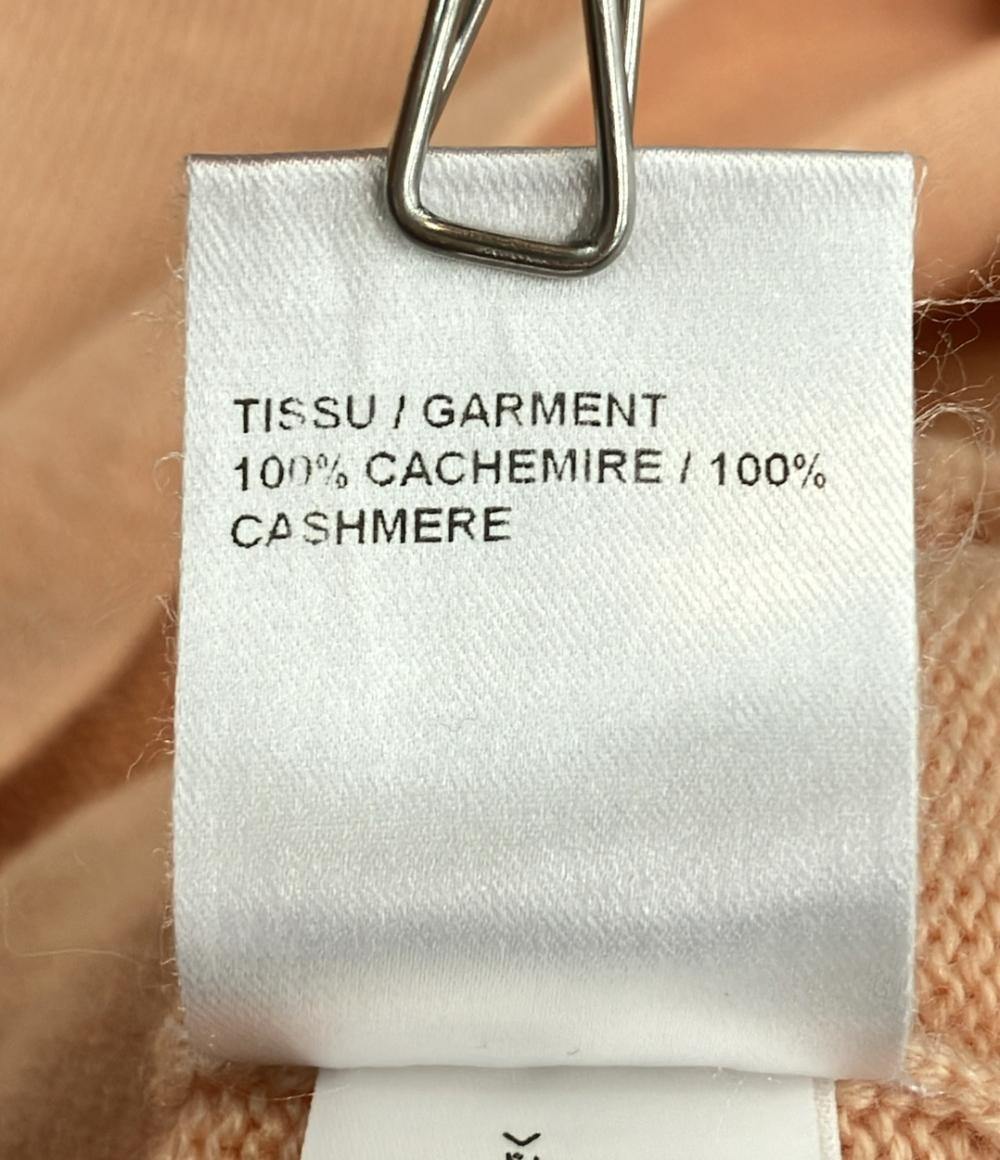 TISSU / GARMENT
100% CACHEMIRE / 100%
CASHMERE